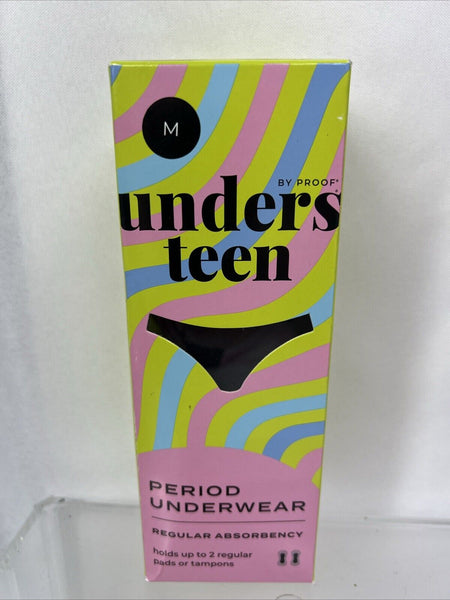 M
BY PROOF®
unders
teen
PERIOD
UNDERWEAR
REGULAR ABSORBENCY
holds up to 2 regular
pads or tampons